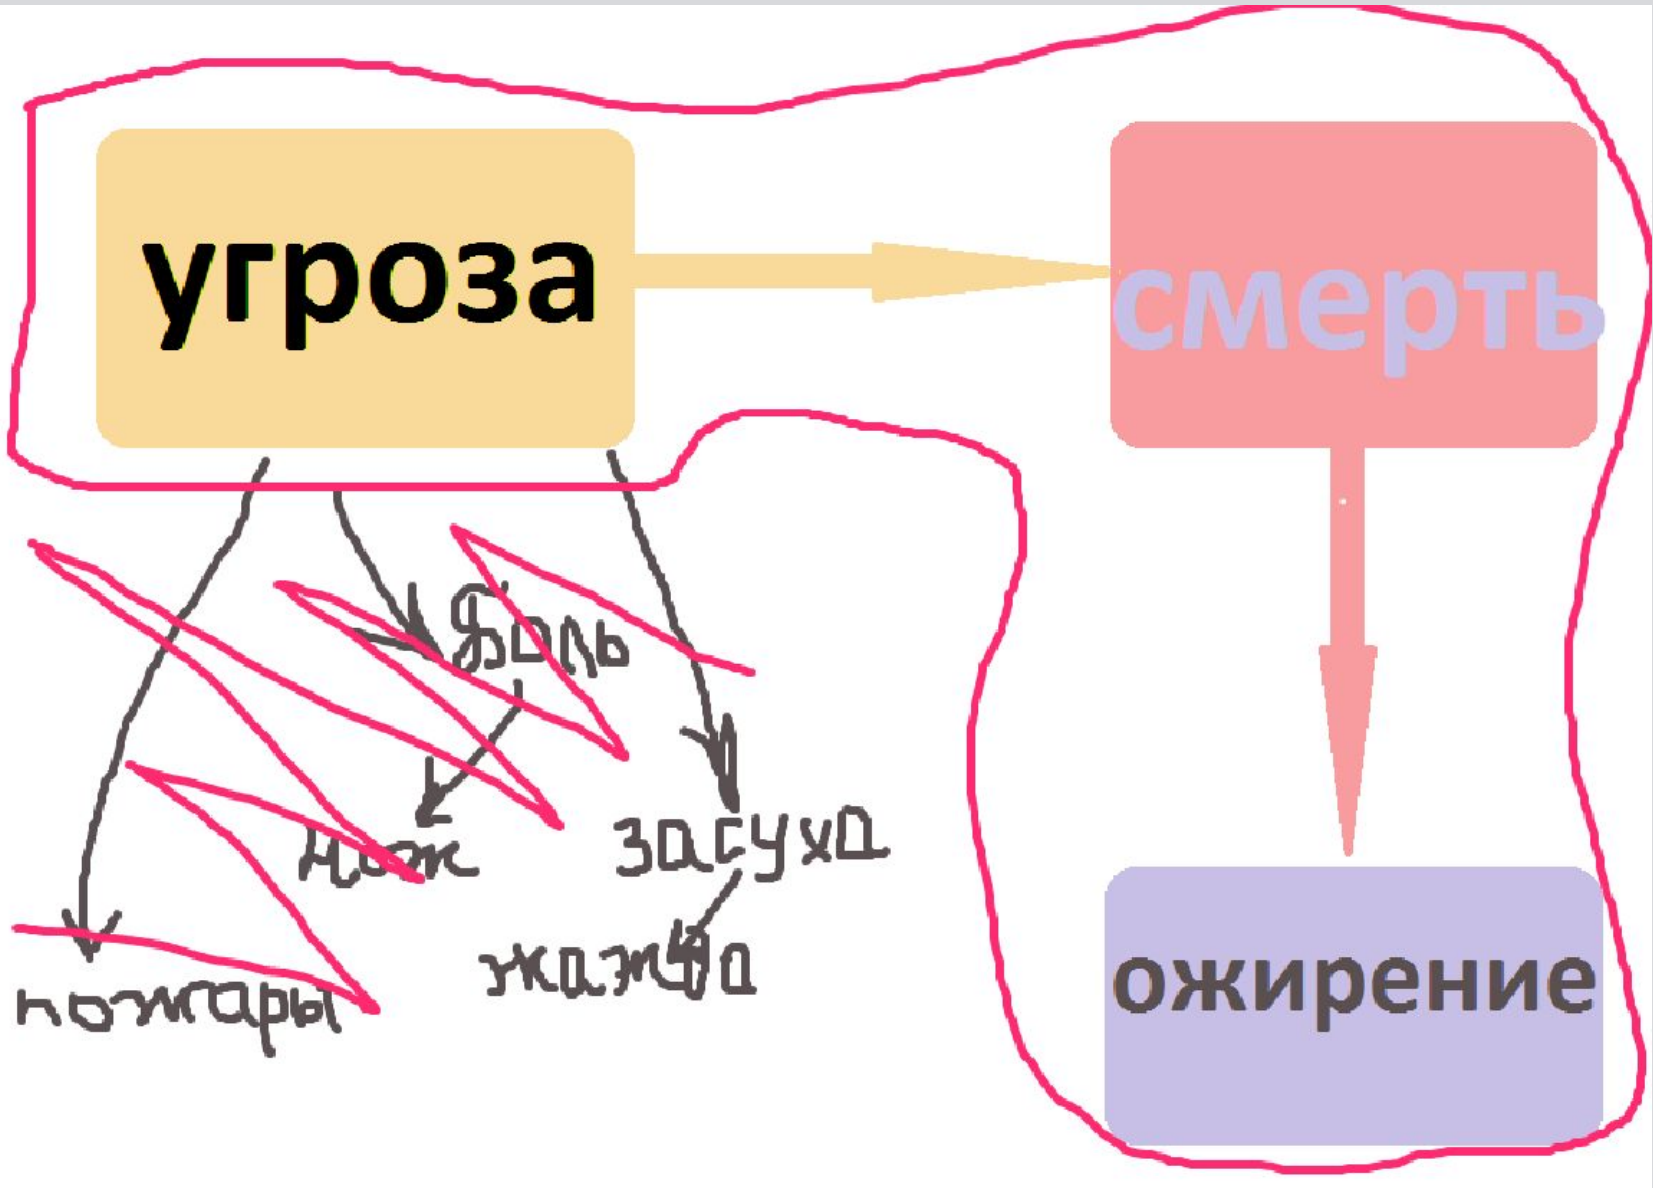 угроза
смерть
боль
нож
засуха
жажда
пожары
ожирение